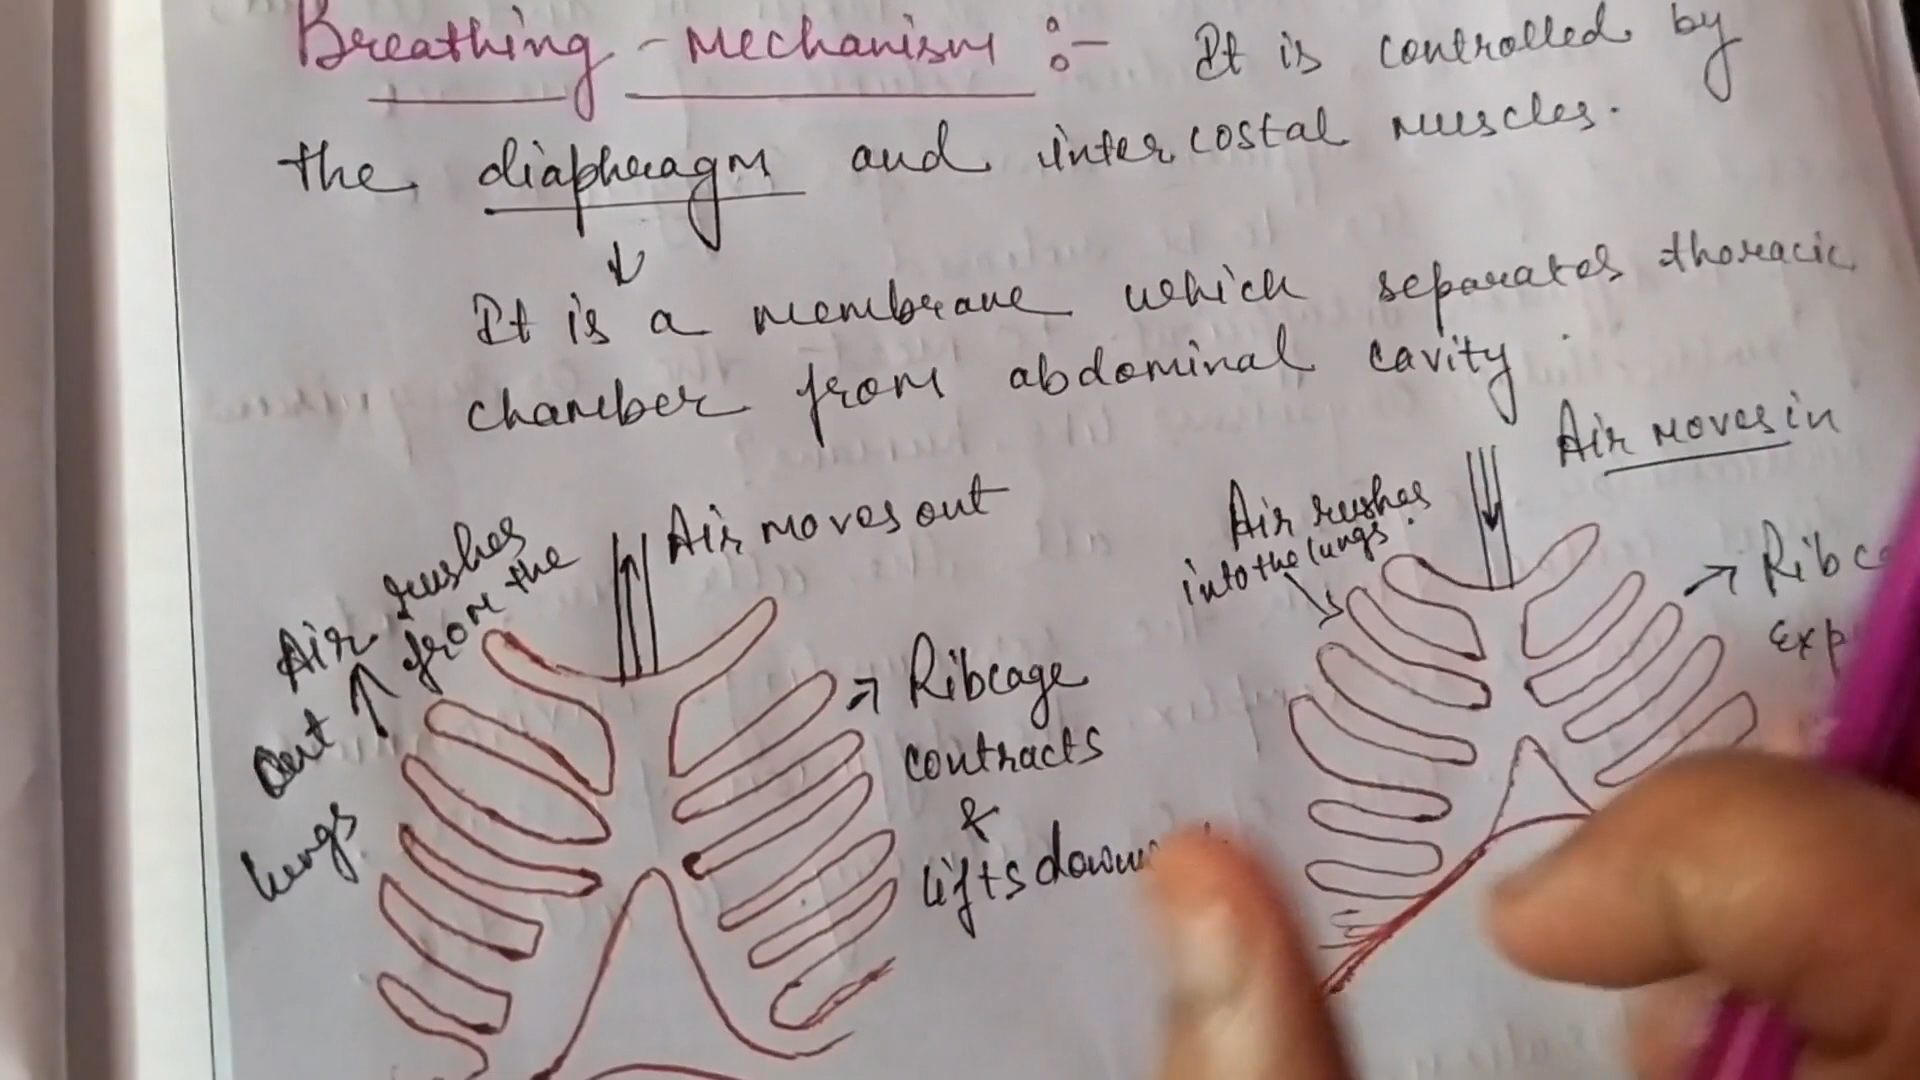 Breathing - Mechanism :- It is controlled by
the diaphragm and intercostal muscles.
It is a membrane which separates thoracic
chamber from abdominal cavity
Air moves out
Air rushes
out from the
lungs
Ribcage
contracts
&
lifts
Air moves in
Air rushes
into the lungs.